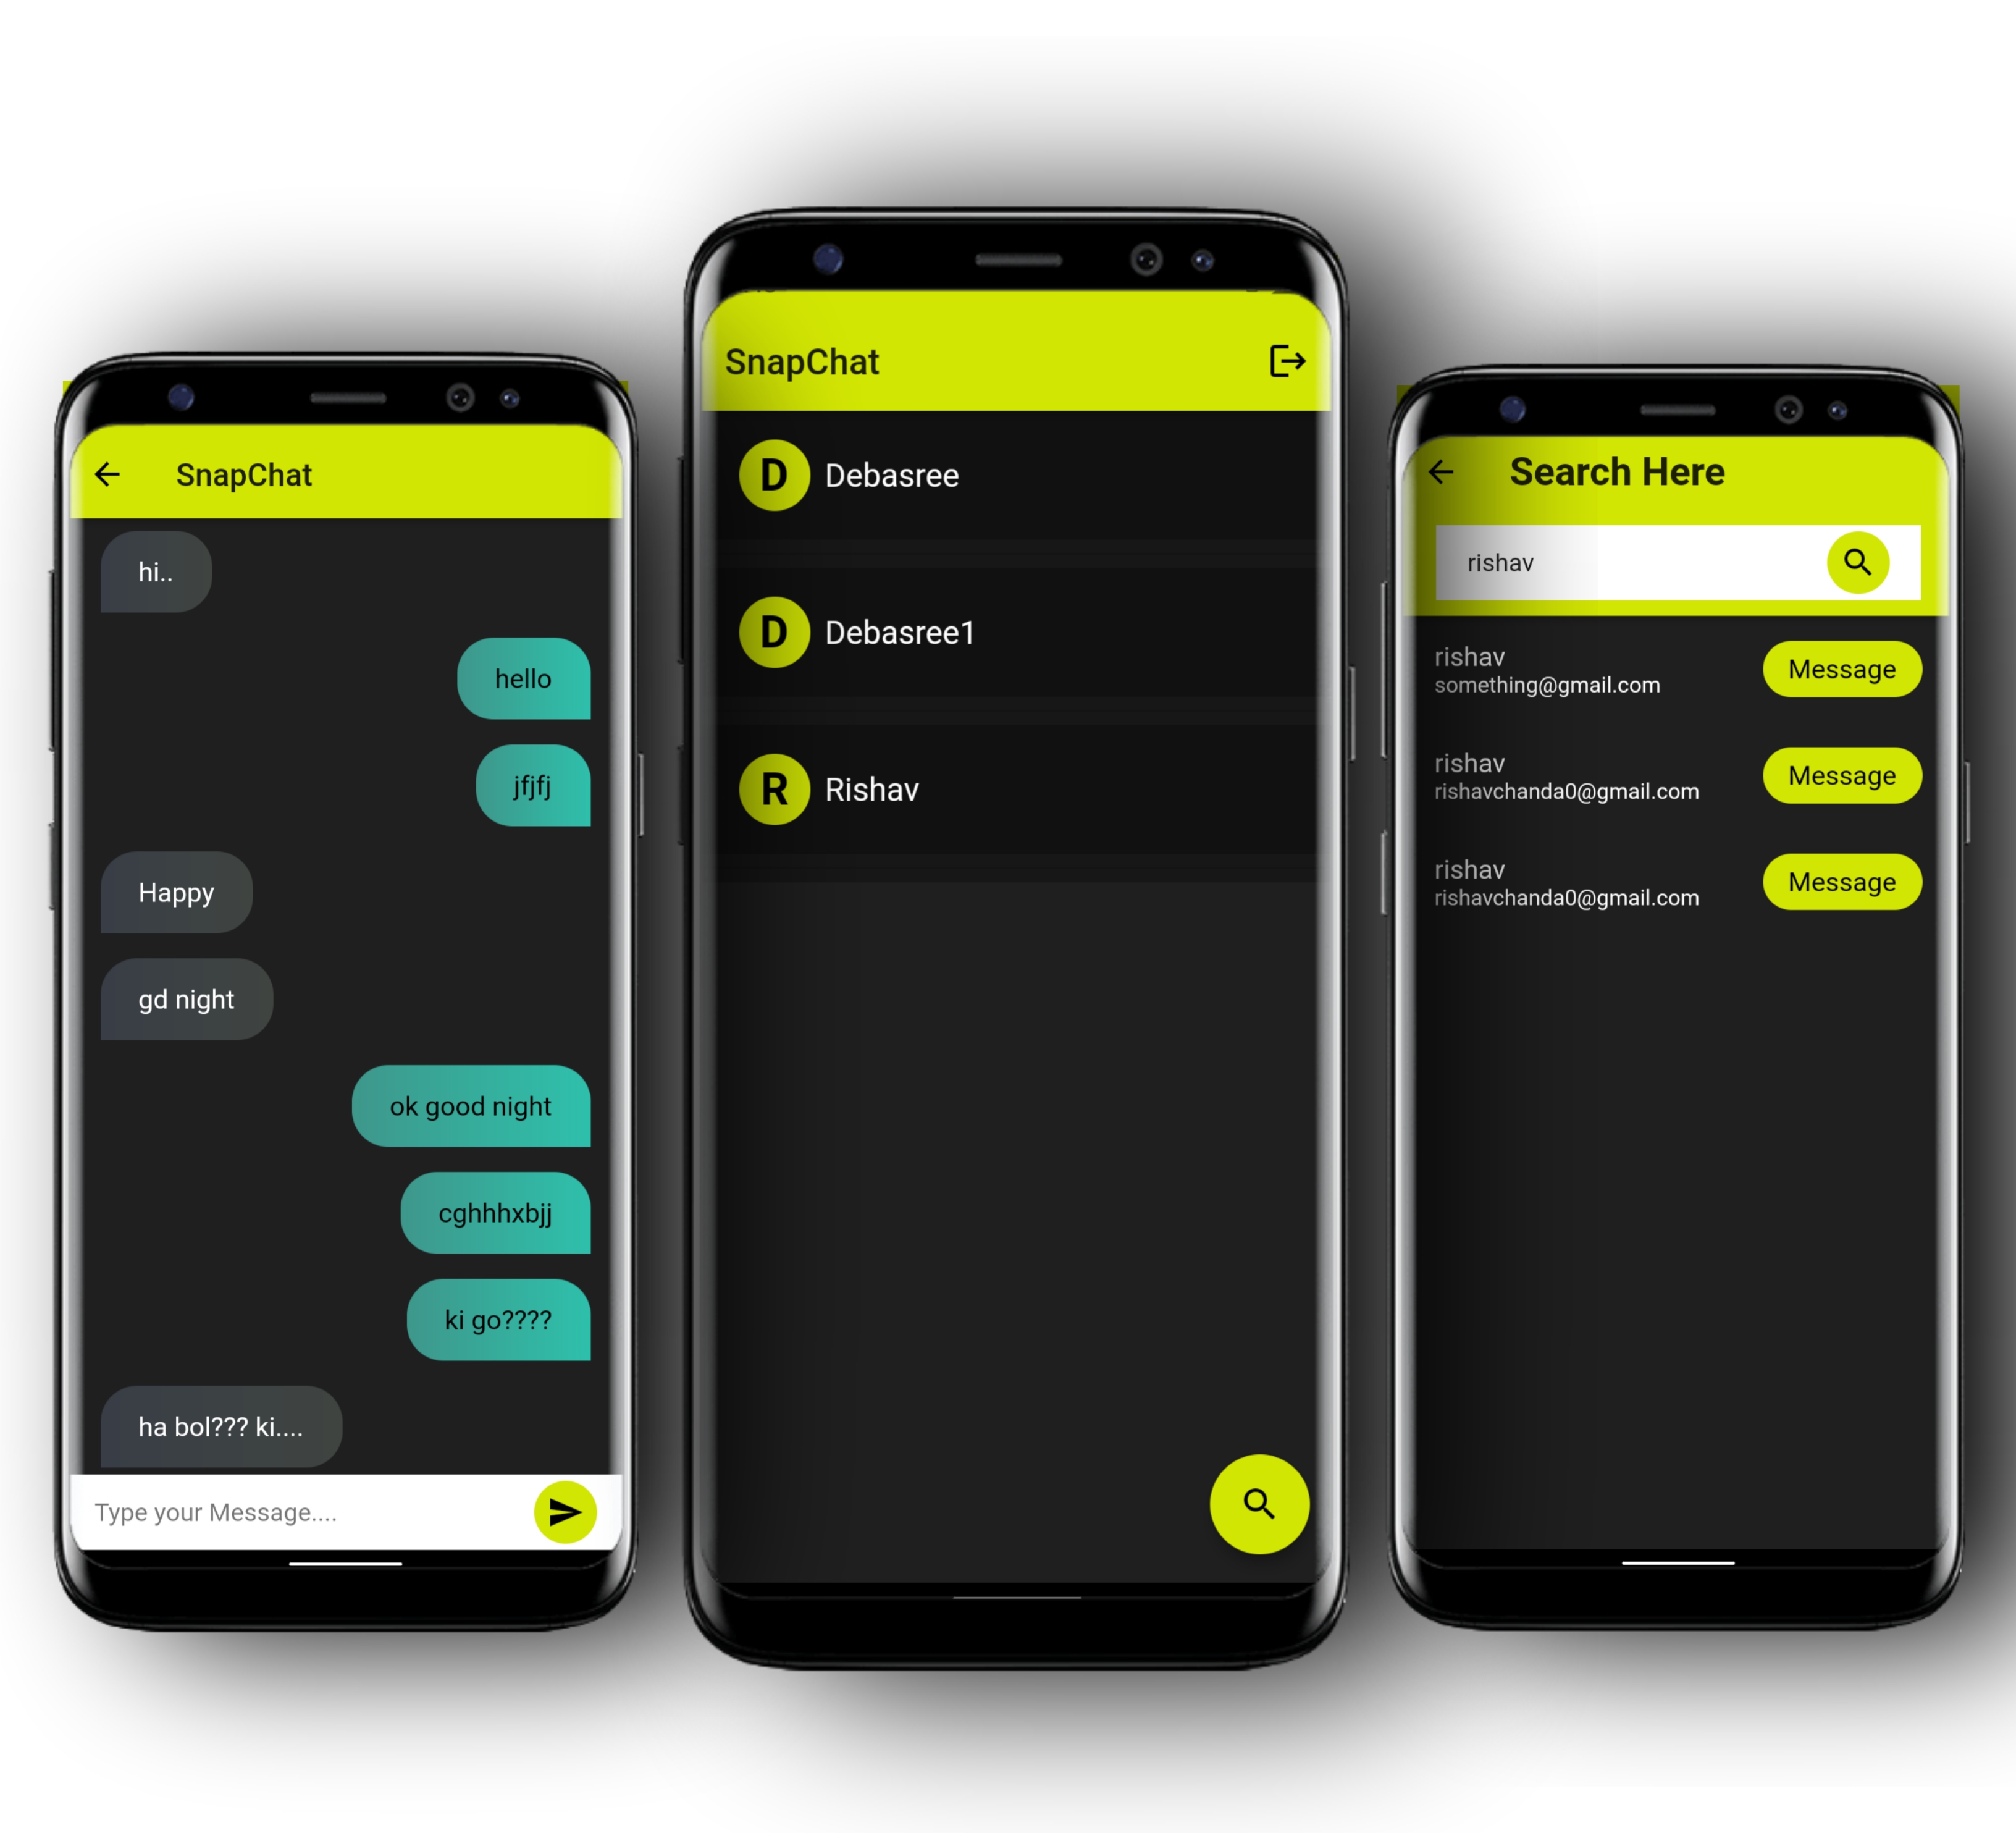 SnapChat
hi..
hello
jfjfj
Happy
gd night
ok good night
cghhhxbjj
ki go????
ha bol??? ki....
Type your Message....
SnapChat
D Debasree
D Debasree1
R Rishav
Search Here
rishav
rishav
something@gmail.com
Message
rishav
rishavchanda0@gmail.com
Message
rishav
rishavchanda0@gmail.com
Message